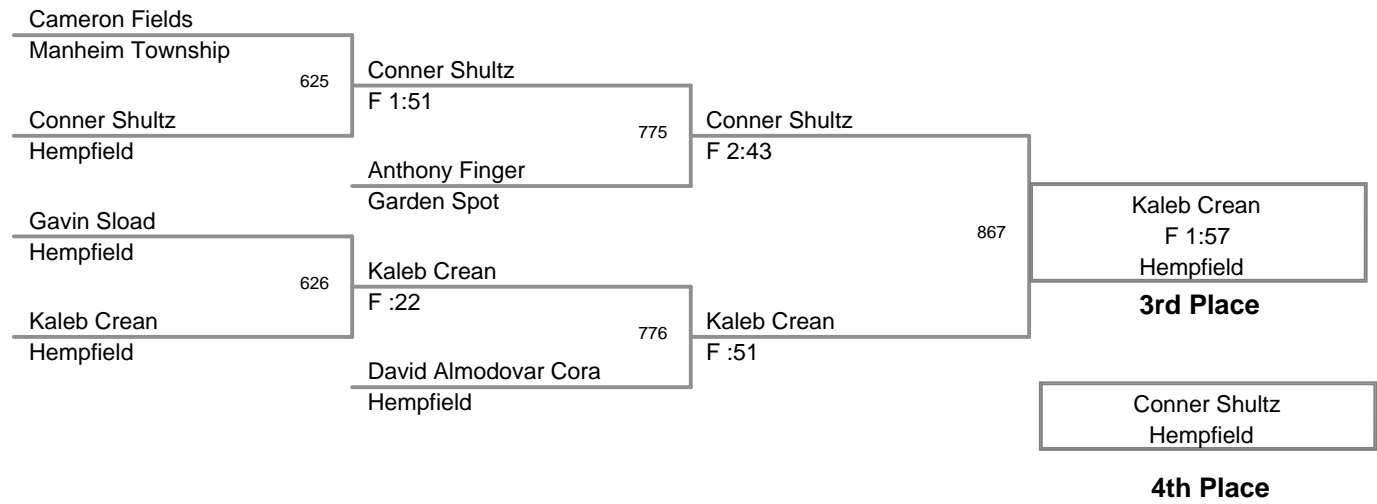 Cameron Fields
Manheim Township
625
Conner Shultz
Hempfield
Conner Shultz
F 1:51
775
Anthony Finger
Garden Spot
Gavin Sload
Hempfield
626
Kaleb Crean
Hempfield
Kaleb Crean
F :22
776
David Almodovar Cora
Hempfield
Conner Shultz
F 2:43
867
Kaleb Crean
F :51
Kaleb Crean
F 1:57
Hempfield
3rd Place
Conner Shultz
Hempfield
4th Place